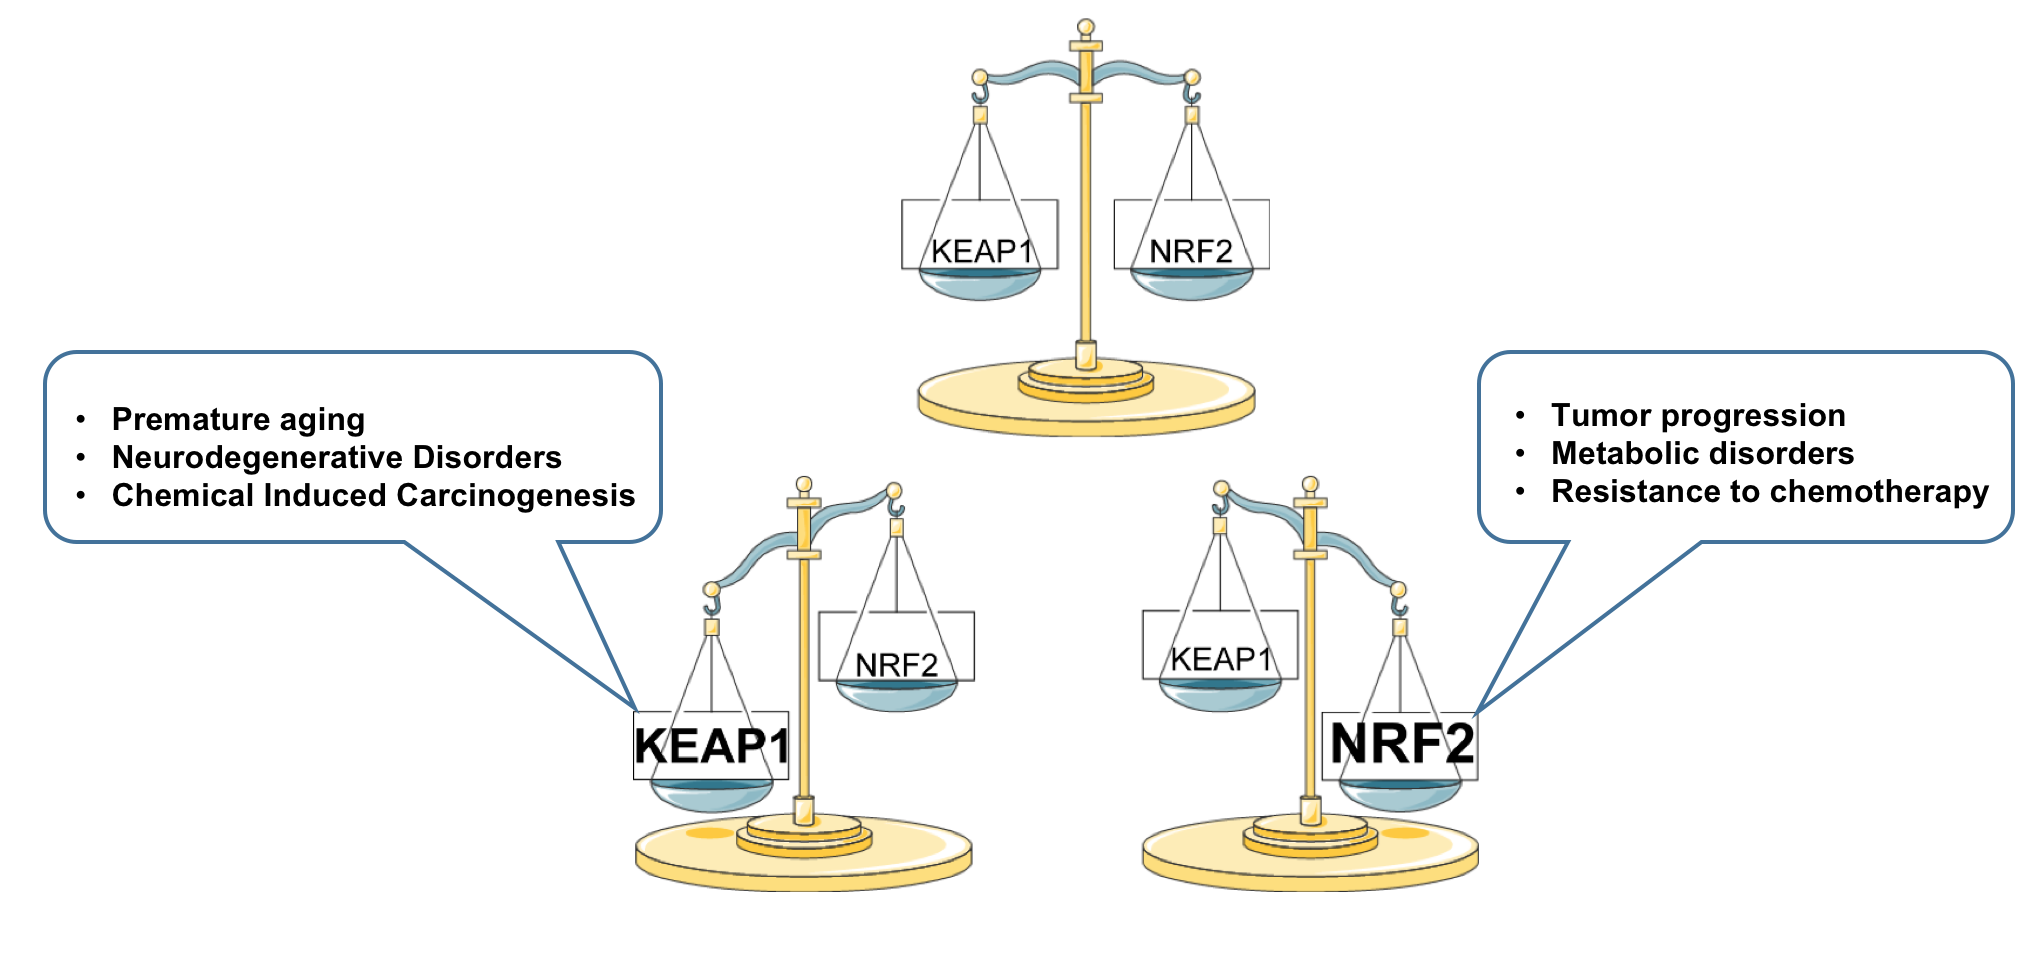 KEAP1 NRF2
• Premature aging
• Neurodegenerative Disorders
• Chemical Induced Carcinogenesis
• Tumor progression
• Metabolic disorders
• Resistance to chemotherapy
NRF2
KEAP1
KEAP1
NRF2